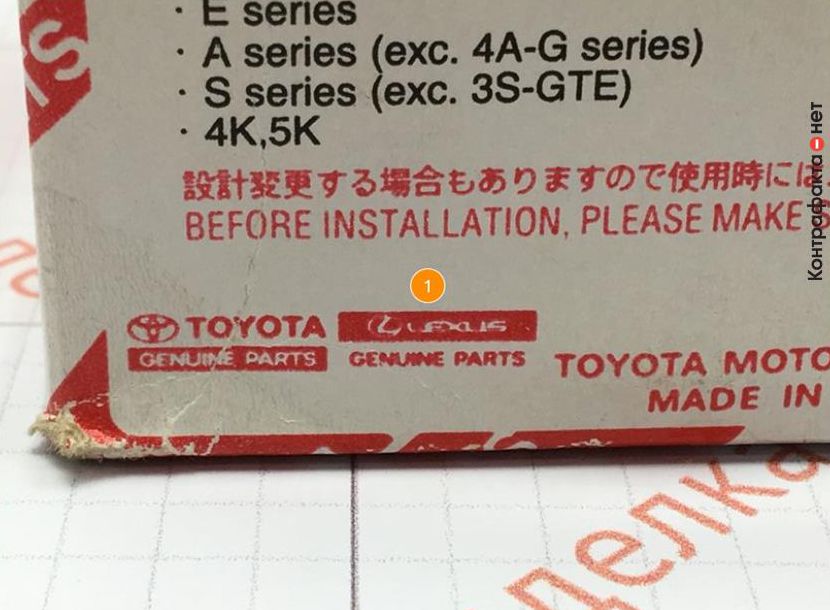 · E series
· A series (exc. 4A-G series)
· S series (exc. 3S-GTE)
· 4K,5K
設計変更する場合もありますので使用時には
BEFORE INSTALLATION, PLEASE MAKE S
1
TOYOTA
GENUINE PARTS
LEXUS
GENUINE PARTS
TOYOTA MOTO
MADE IN
Контрафакта нет
делка